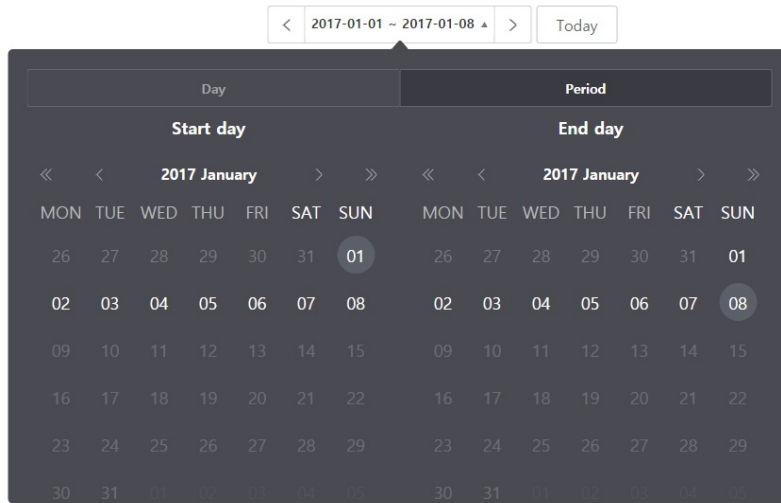 < 2017-01-01 ~ 2017-01-08 ▲ > Today
Day Period
Start day End day
« < 2017 January > » « < 2017 January > »
MON TUE WED THU FRI SAT SUN MON TUE WED THU FRI SAT SUN
26 27 28 29 30 31 01 26 27 28 29 30 31 01
02 03 04 05 06 07 08 02 03 04 05 06 07 08
09 10 11 12 13 14 15 09 10 11 12 13 14 15
16 17 18 19 20 21 22 16 17 18 19 20 21 22
23 24 25 26 27 28 29 23 24 25 26 27 28 29
30 31 01 02 03 04 05 30 31 01 02 03 04 05